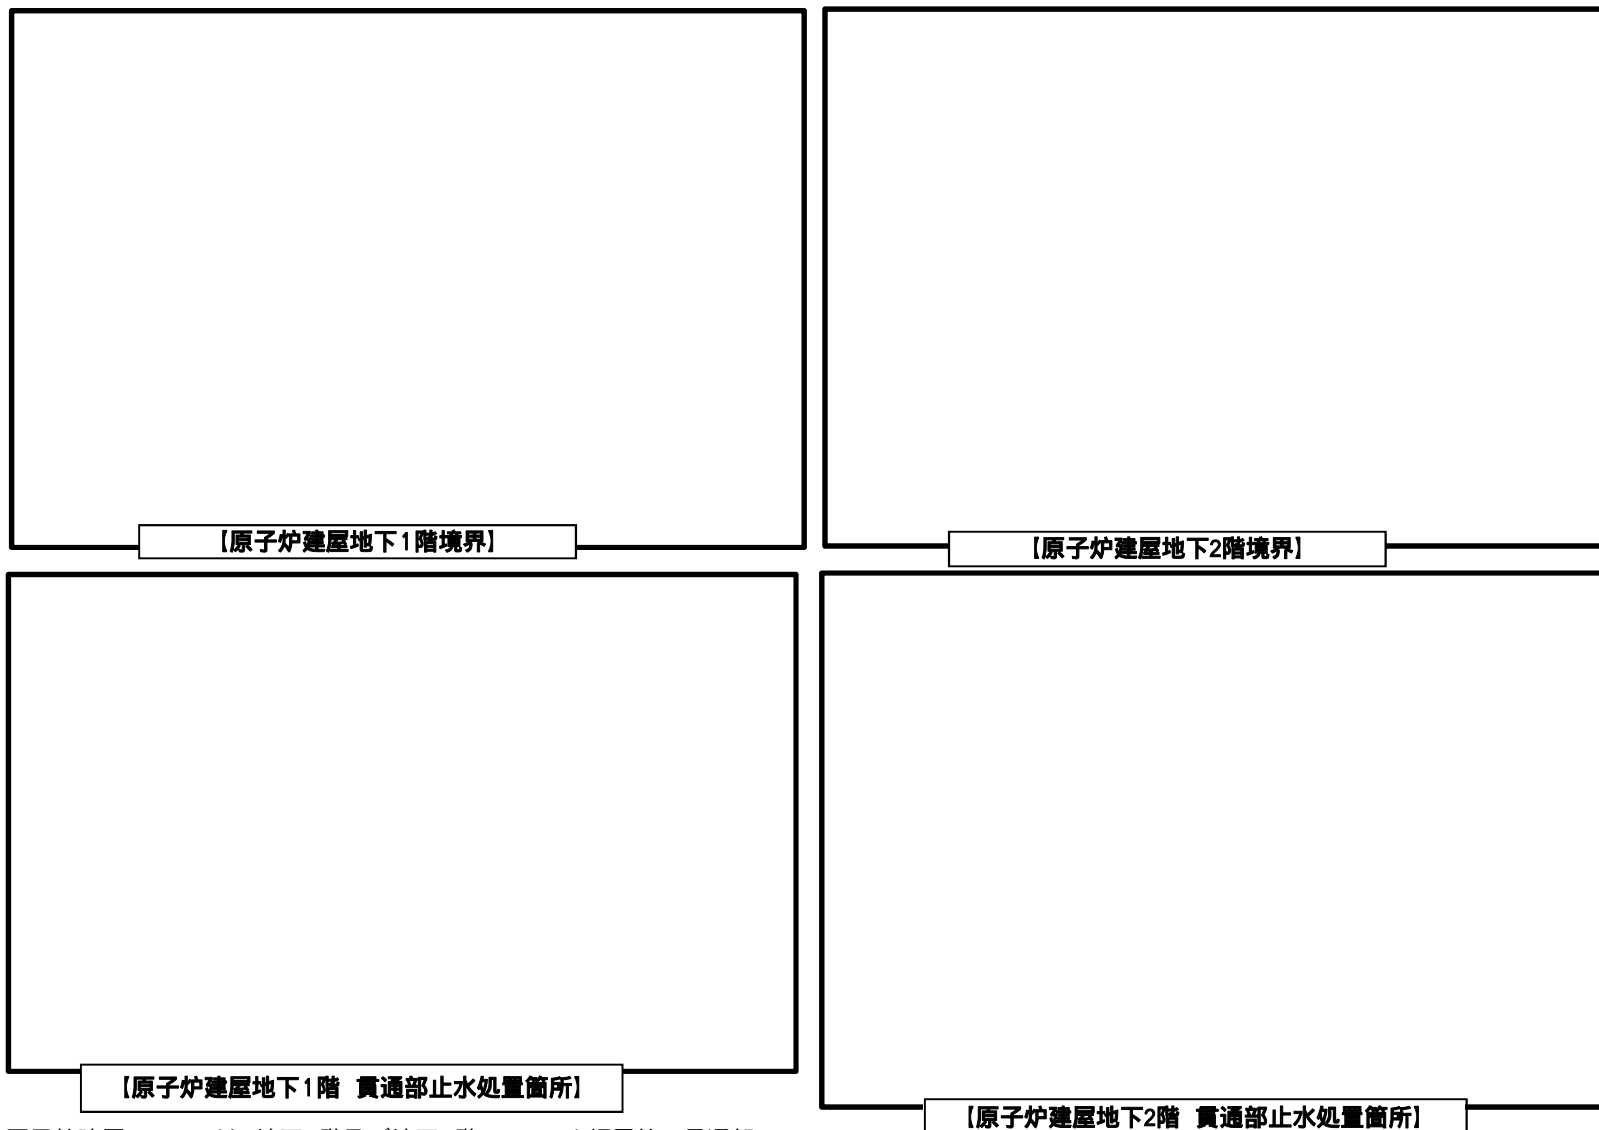 【原子炉建屋地下1階境界】
【原子炉建屋地下2階境界】
【原子炉建屋地下1階　貫通部止水処置箇所】
【原子炉建屋地下2階　貫通部止水処置箇所】